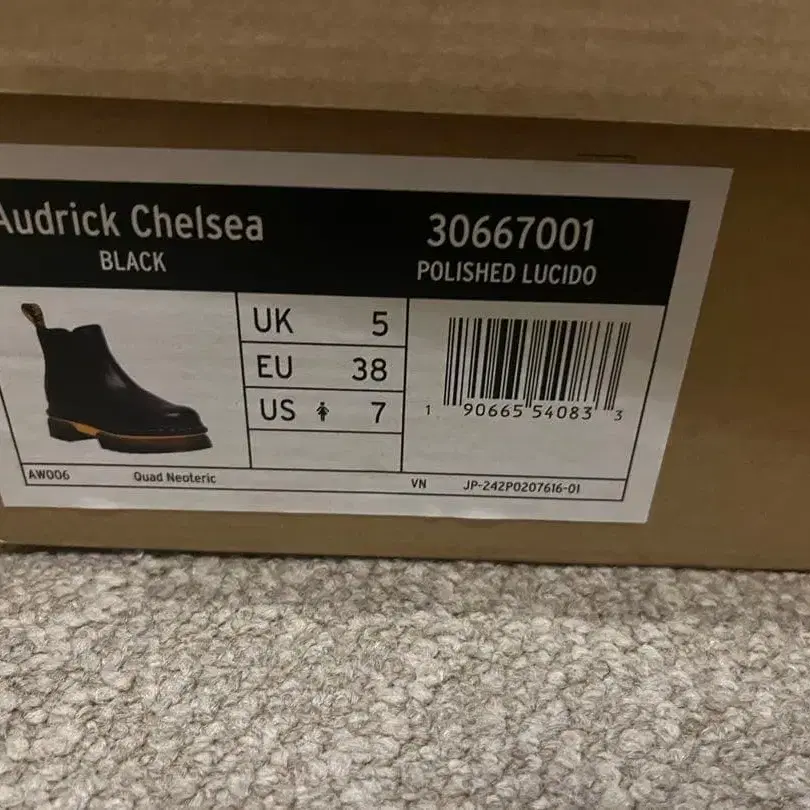 Audrick Chelsea
BLACK
30667001
POLISHED LUCIDO
UK 5
EU 38
US 7
1 90665 54083 3
AW006 Quad Neoteric VN JP-242P0207616-01